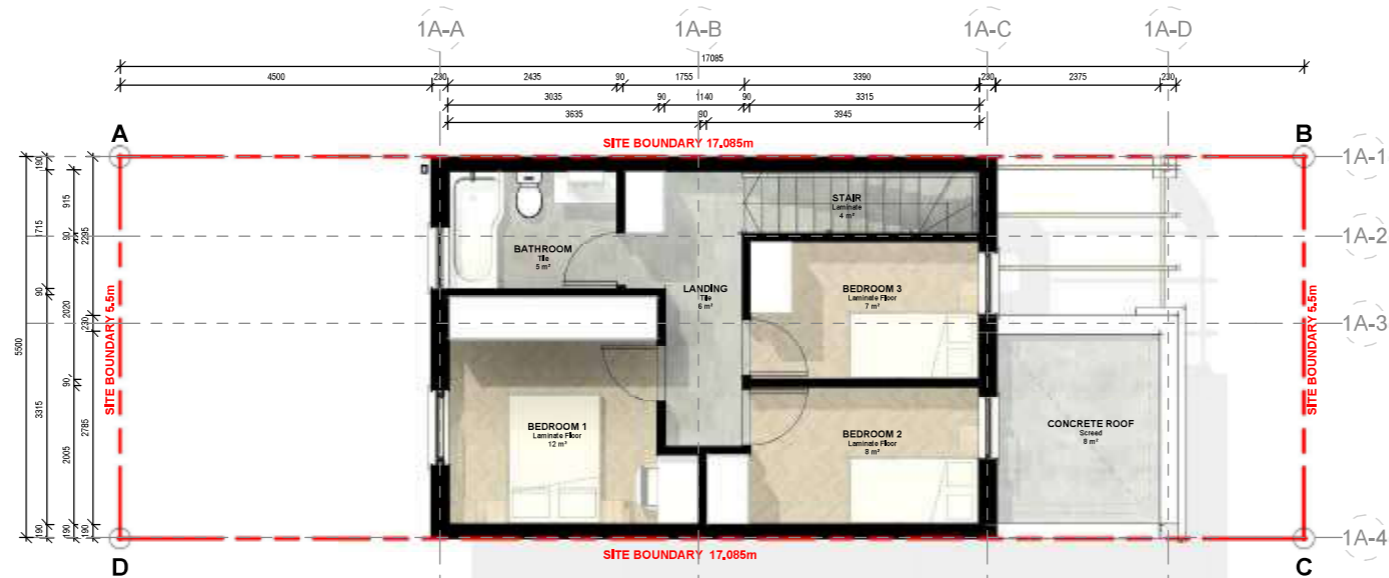 1A-A 1A-B 1A-C 1A-D
17085
4500 230 2435 90 1755 3390 230 2375 230
3035 90 1140 90 3315
3635 90 3945
SITE BOUNDARY 17.085m
A B
1A-1
1A-2
1A-3
1A-4
SITE BOUNDARY 5.5m
SITE BOUNDARY 5.5m
5500
190 1715 90 3315 190
915 90 2020 90 2005 190
2295 230 2785 190
STAIR
Laminate
4 m²
BATHROOM
Tile
5 m²
LANDING
Tile
6 m²
BEDROOM 3
Laminate Floor
7 m²
BEDROOM 1
Laminate Floor
12 m²
BEDROOM 2
Laminate Floor
8 m²
CONCRETE ROOF
Screed
8 m²
SITE BOUNDARY 17.085m
D C